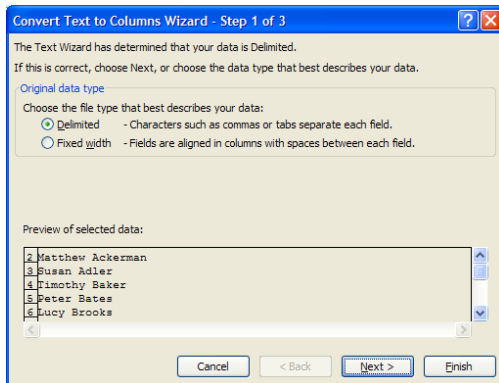 Convert Text to Columns Wizard - Step 1 of 3
The Text Wizard has determined that your data is Delimited.
If this is correct, choose Next, or choose the data type that best describes your data.
Original data type
Choose the file type that best describes your data:
Delimited - Characters such as commas or tabs separate each field.
Fixed width - Fields are aligned in columns with spaces between each field.
Preview of selected data:
2 Matthew Ackerman
3 Susan Adler
4 Timothy Baker
5 Peter Bates
6 Lucy Brooks
Cancel < Back Next > Finish